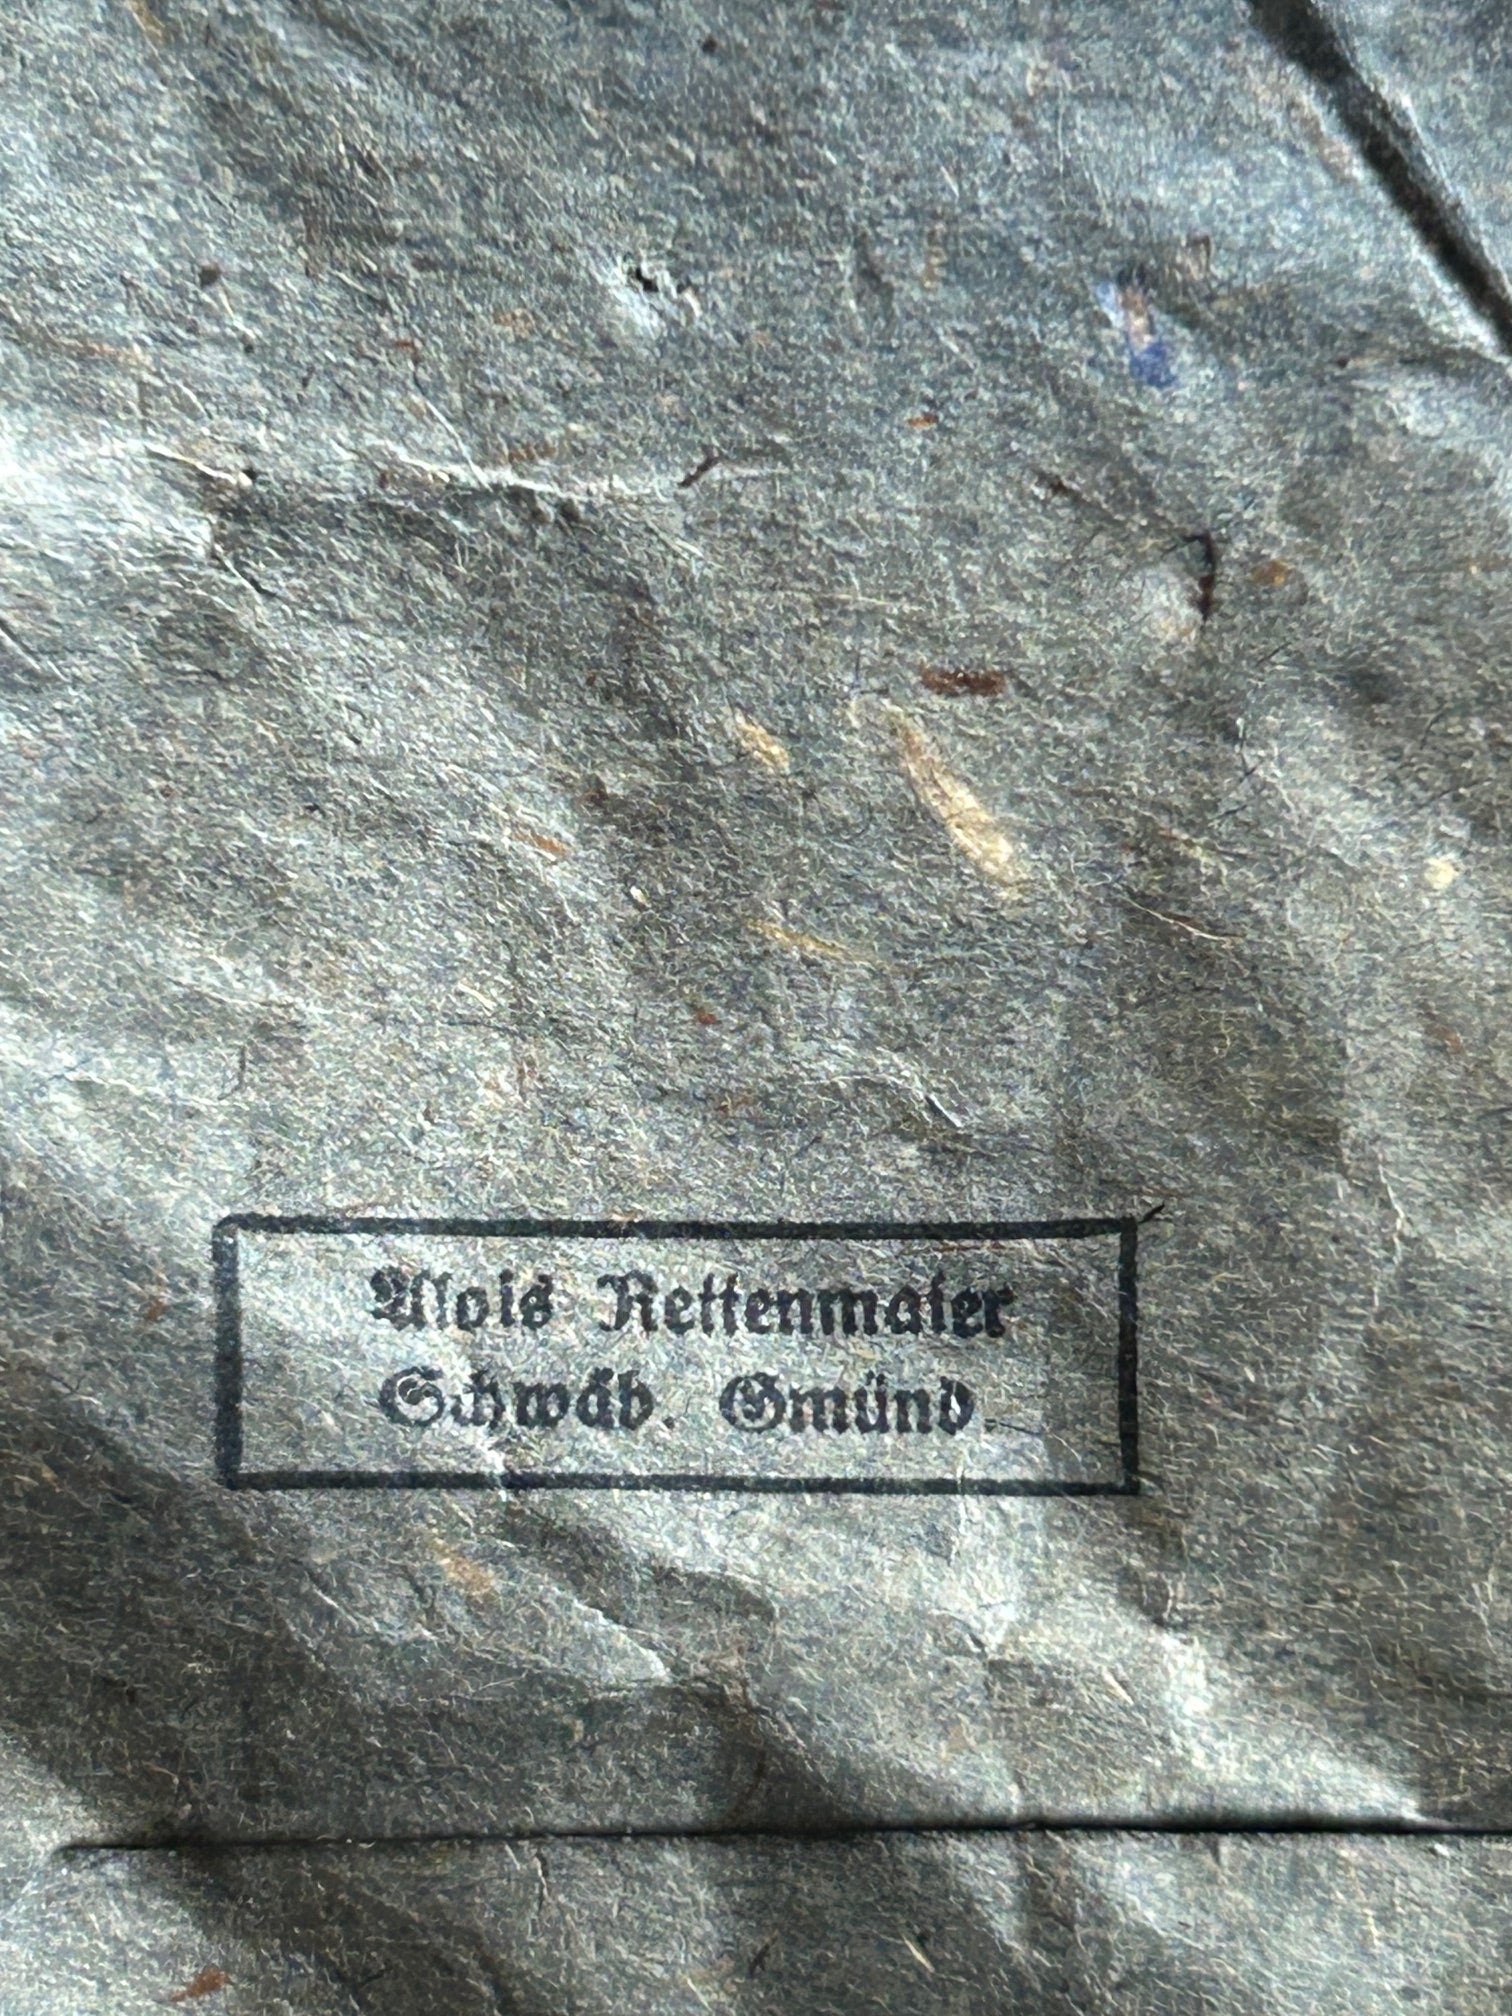 Alois Rettenmaier
Schwäb. Gmünd.